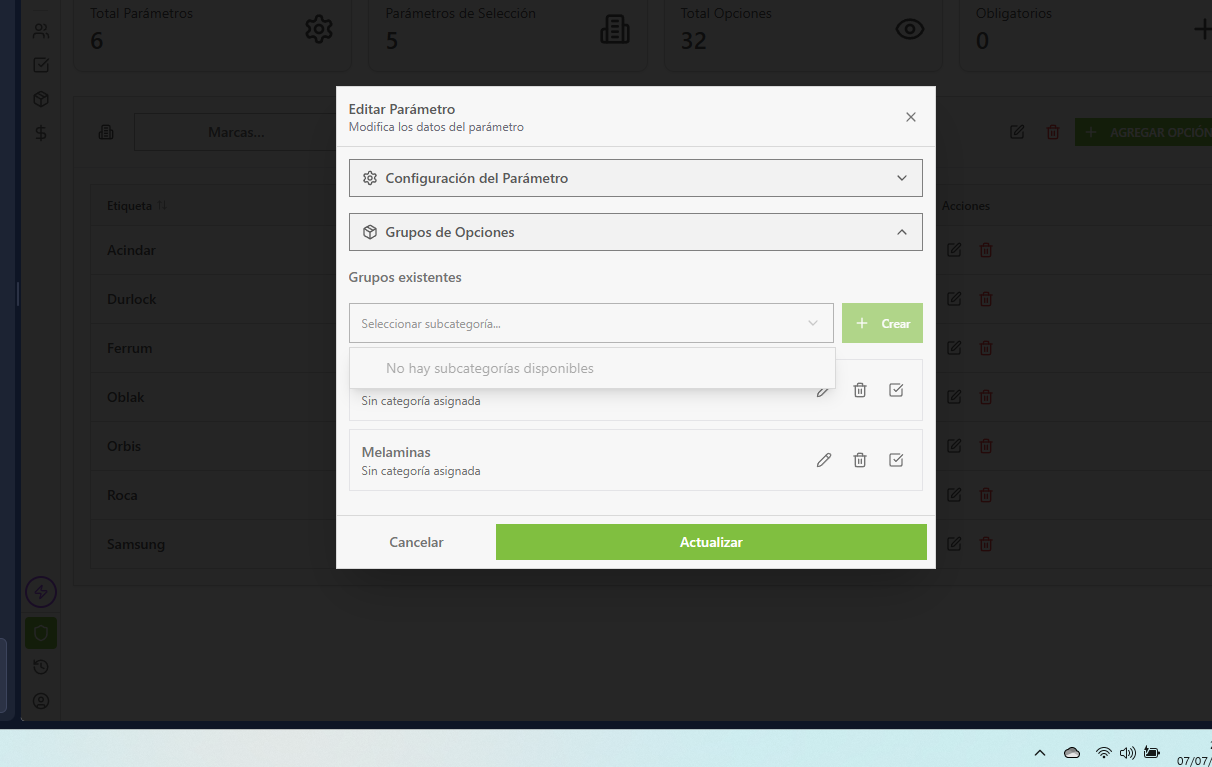 Total Parámetros
6
Parámetros de Selección
5
Total Opciones
32
Obligatorios
0
Marcas...
AGREGAR OPCIÓN
Editar Parámetro
Modifica los datos del parámetro
Configuración del Parámetro
Grupos de Opciones
Grupos existentes
Seleccionar subcategoría...
Crear
No hay subcategorías disponibles
Sin categoría asignada
Melaminas
Sin categoría asignada
Cancelar
Actualizar
Etiqueta
Acciones
Acindar
Durlock
Ferrum
Oblak
Orbis
Roca
Samsung
07/07/